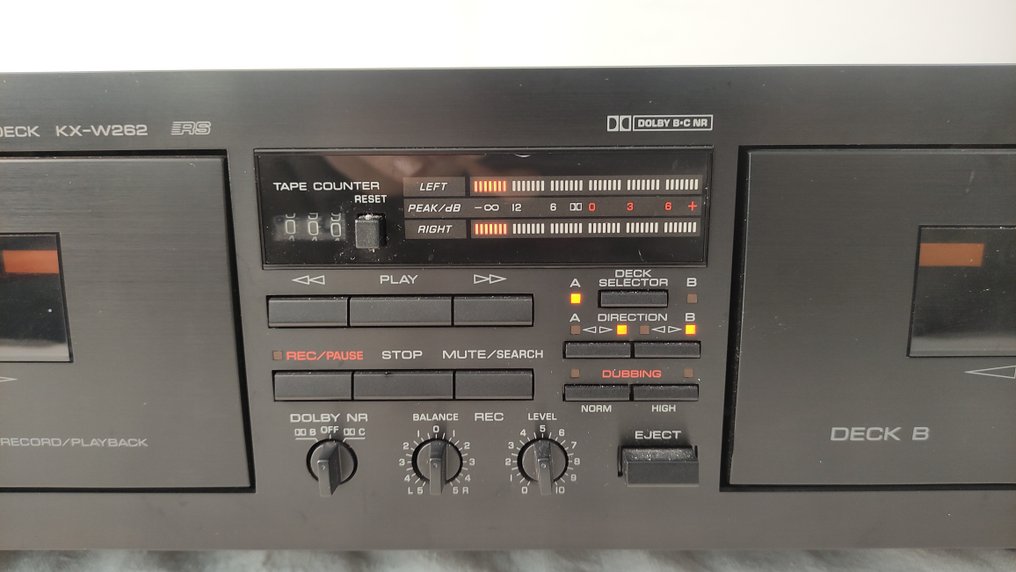 DECK KX-W262 RS
DOLBY B·C NR
TAPE COUNTER
RESET
000
LEFT
PEAK/dB -∞ 12 6 0 3 6 +
RIGHT
PLAY
DECK SELECTOR
A B
A DIRECTION B
REC/PAUSE STOP MUTE/SEARCH
DUBBING
NORM HIGH
DOLBY NR
B OFF C
BALANCE
0
1 1
2 2
3 3
4 4
L 5 5 R
REC
LEVEL
5
4 6
3 7
2 8
1 9
0 10
EJECT
RECORD/PLAYBACK
DECK B